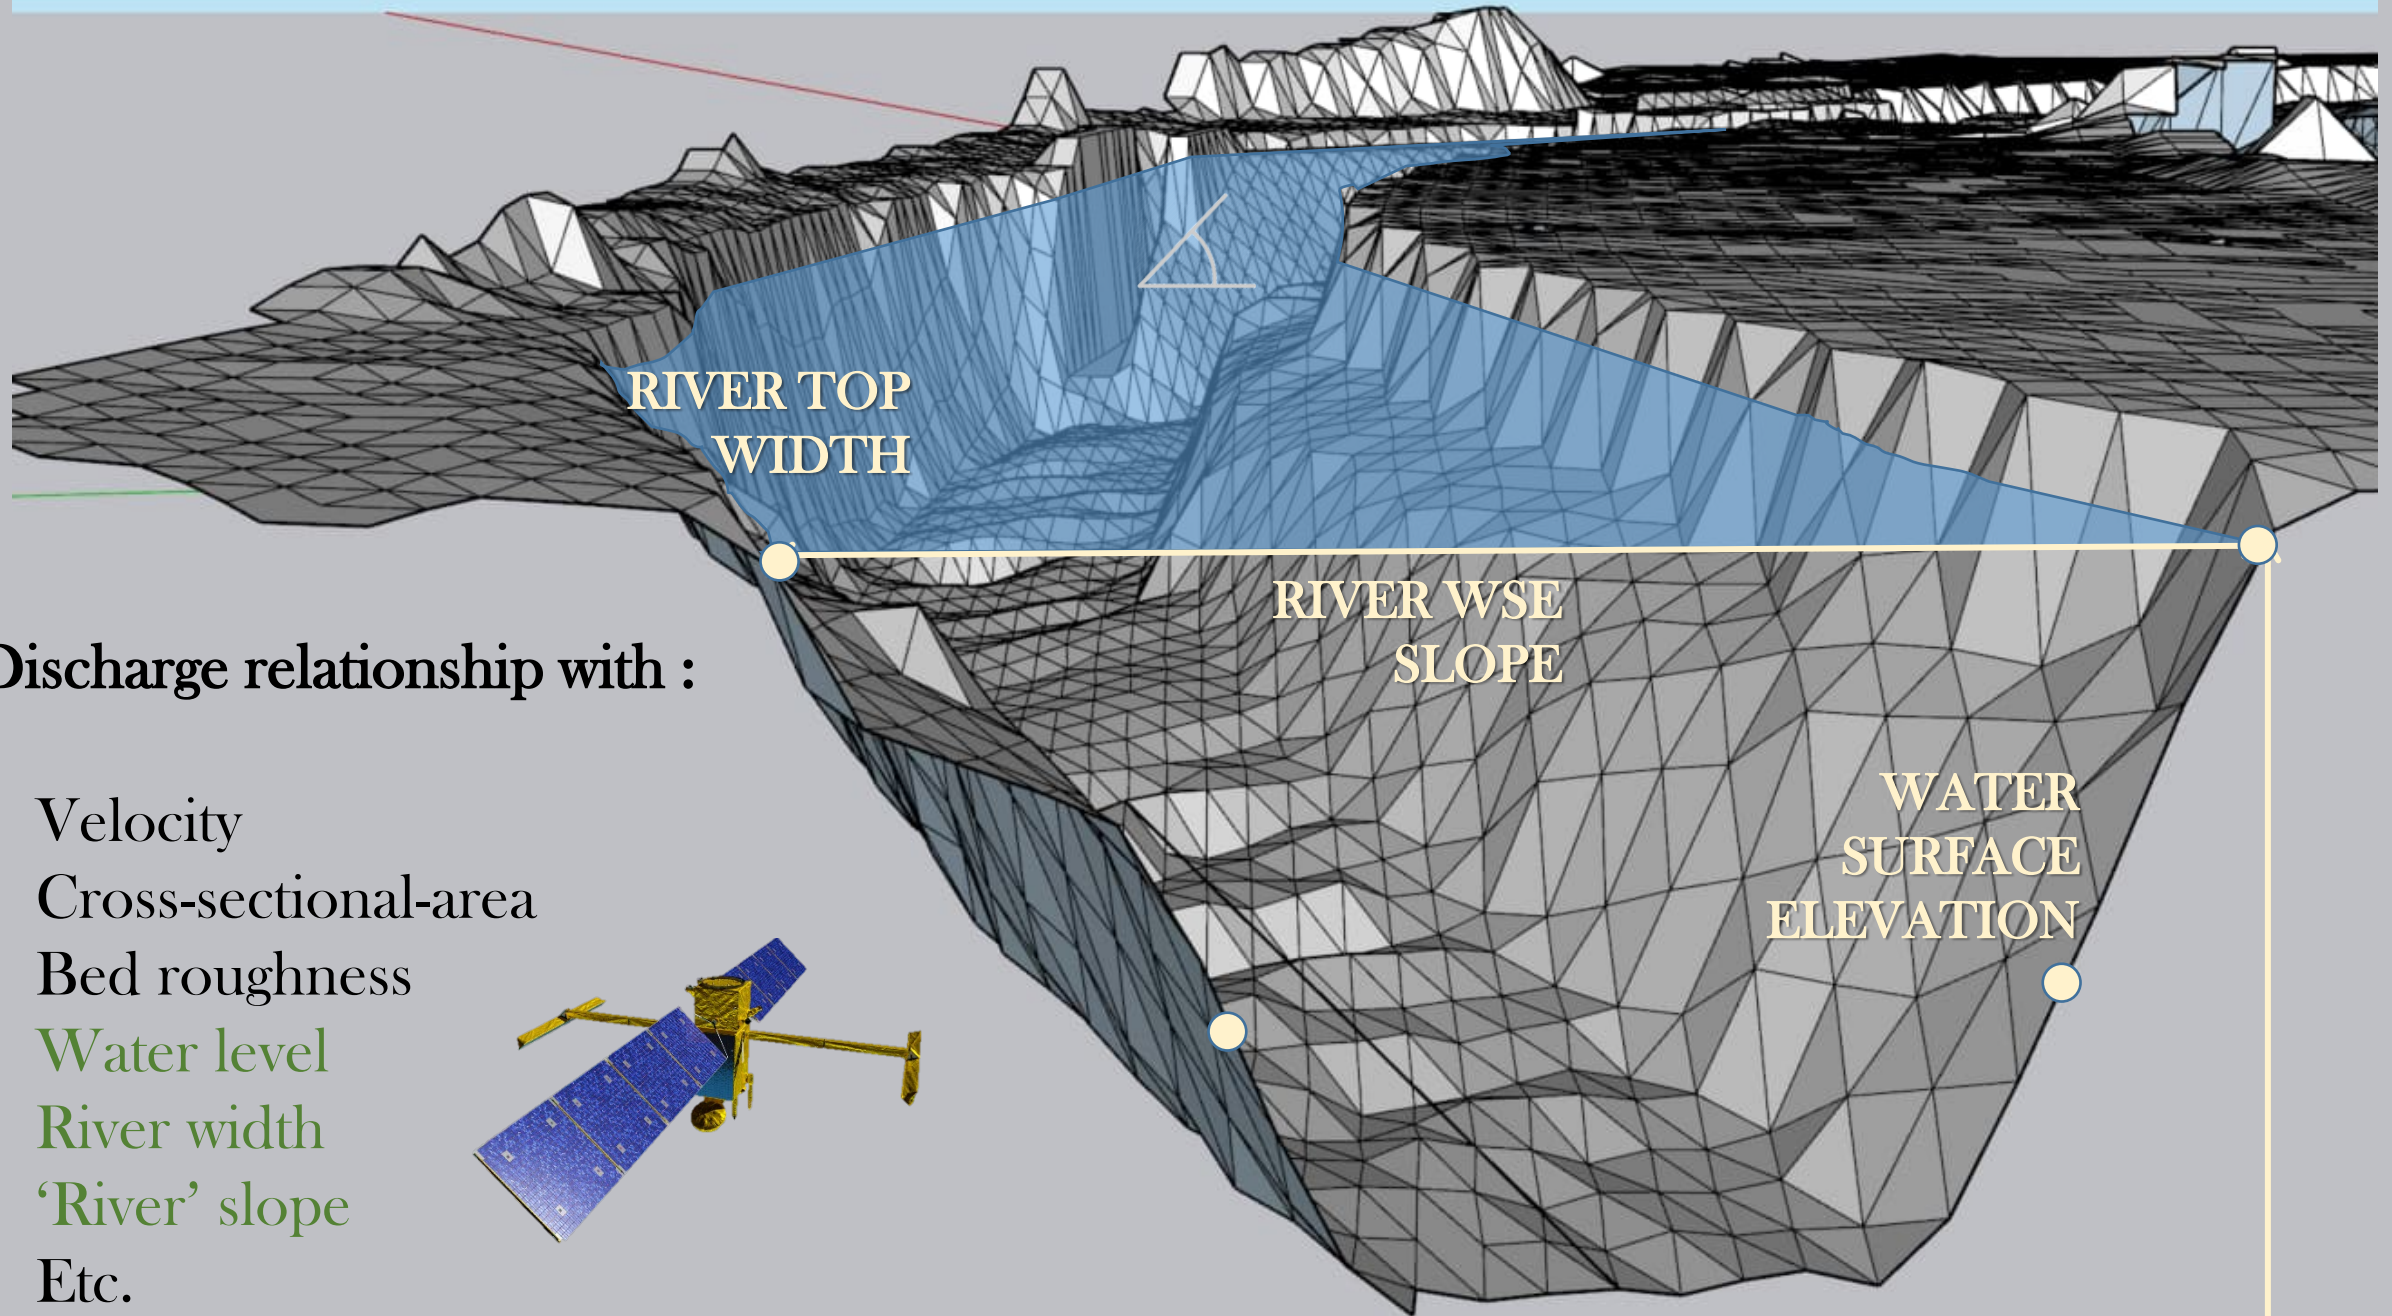 RIVER TOP
WIDTH
RIVER WSE
SLOPE
Discharge relationship with :
WATER
SURFACE
ELEVATION
Velocity
Cross-sectional-area
Bed roughness
Water level
River width
‘River’ slope
Etc.